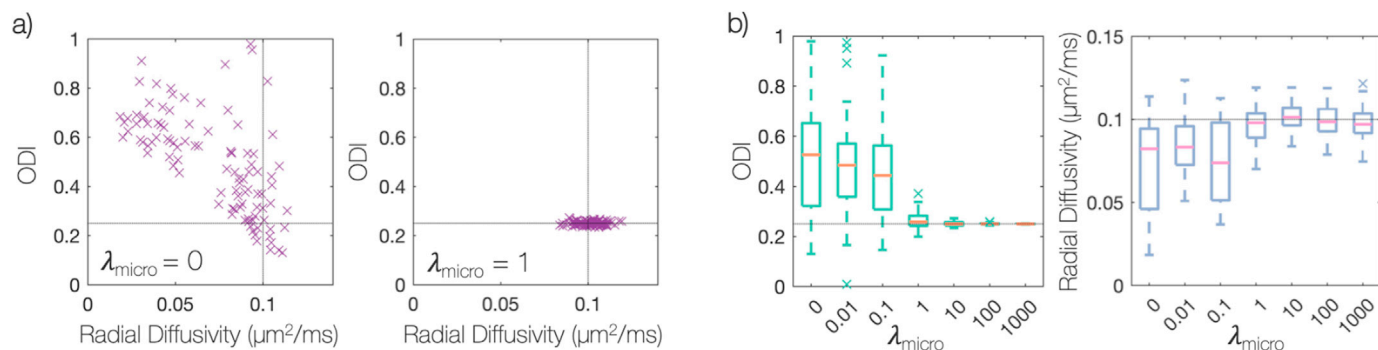 a)
1
0.8
0.6
0.4
0.2
0
ODI
λmicro = 0
0 0.05 0.1
Radial Diffusivity (µm²/ms)
1
0.8
0.6
0.4
0.2
0
ODI
λmicro = 1
0 0.05 0.1
Radial Diffusivity (µm²/ms)
b)
1
0.8
0.6
0.4
0.2
0
ODI
0 0.01 0.1 1 10 100 1000
λmicro
0.15
0.1
0.05
0
Radial Diffusivity (µm²/ms)
0 0.01 0.1 1 10 100 1000
λmicro